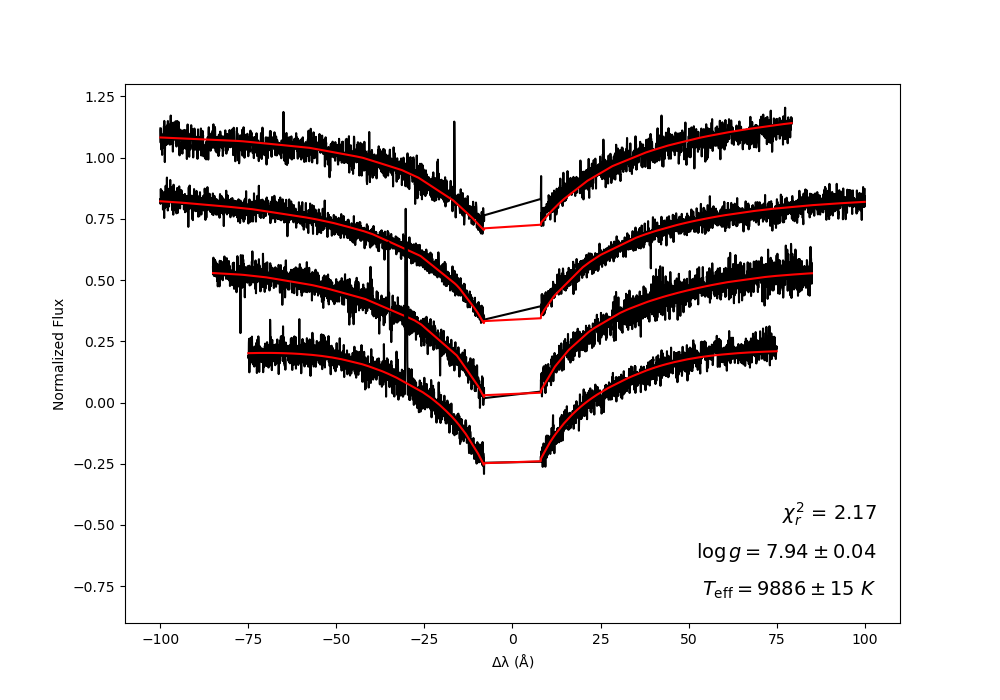 1.25
1.00
0.75
0.50
0.25
0.00
−0.25
−0.50
−0.75
Normalized Flux
χ²ᵣ = 2.17
log g = 7.94 ± 0.04
T_eff = 9886 ± 15 K
−100 −75 −50 −25 0 25 50 75 100
Δλ (Å)